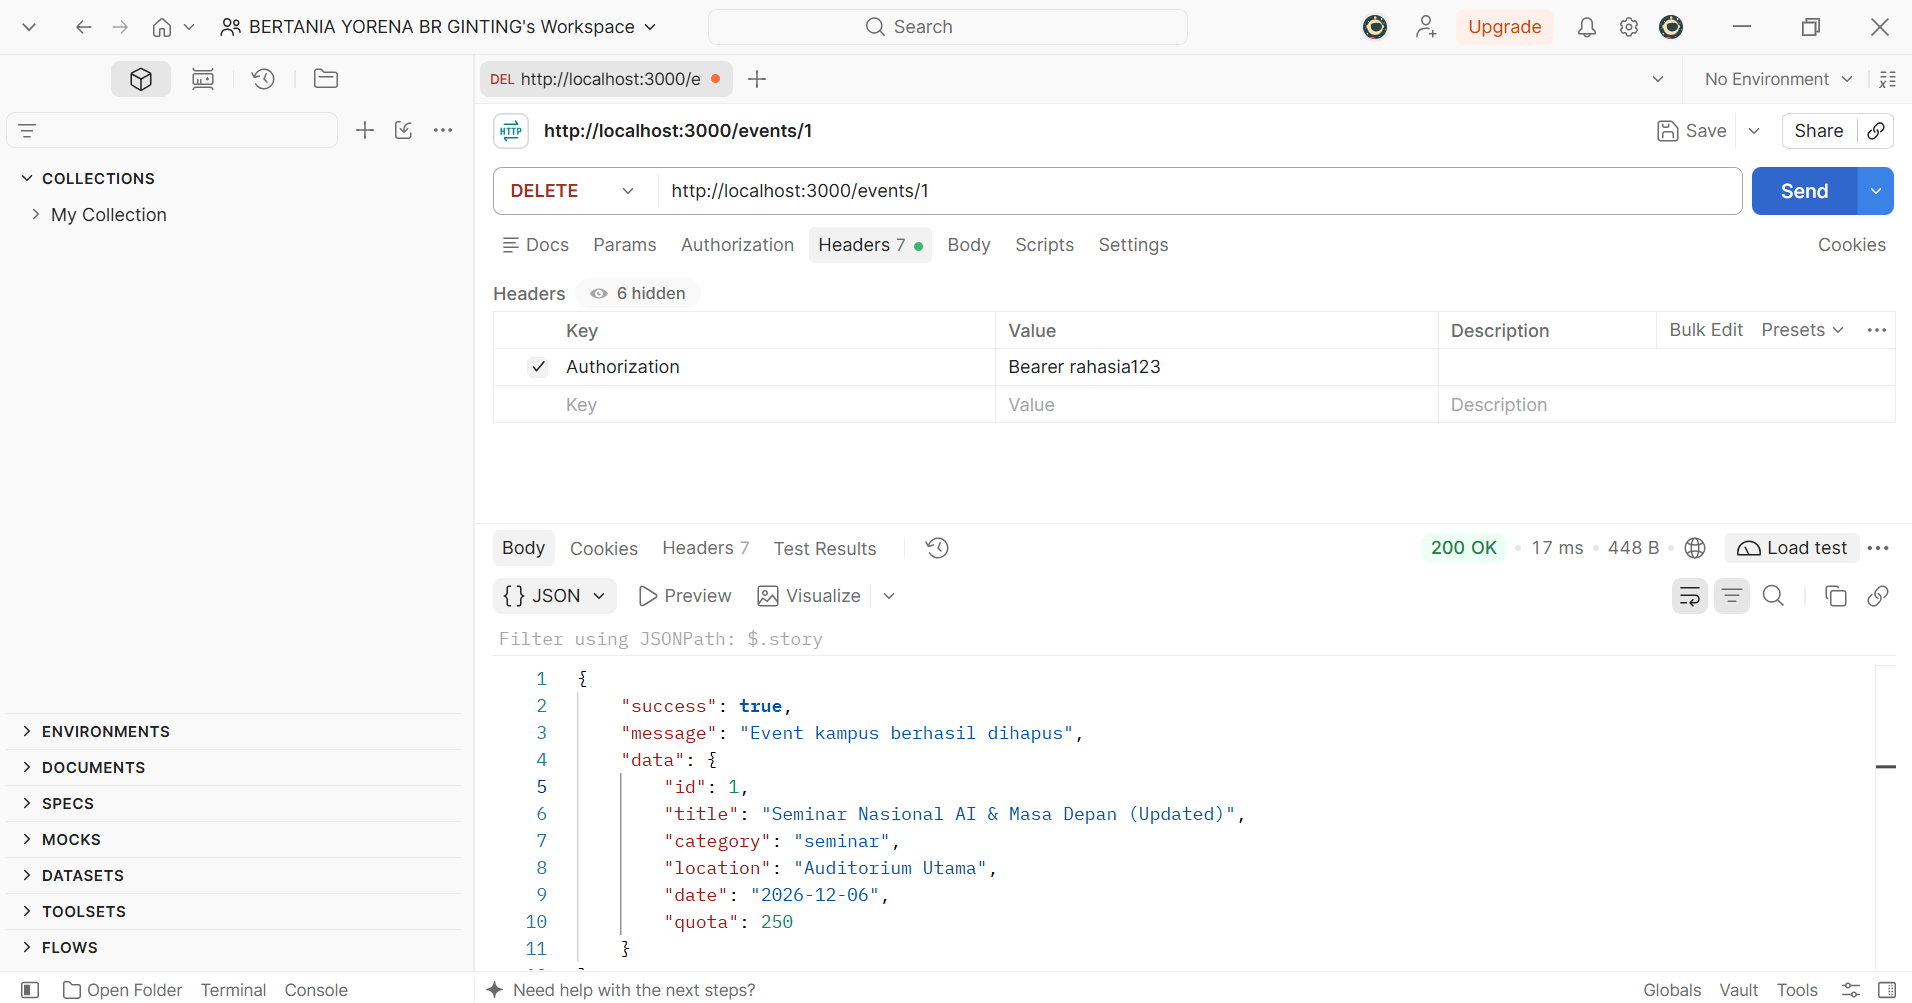 BERTANIA YORENA BR GINTING's Workspace
Search
Upgrade
DEL http://localhost:3000/e
No Environment
HTTP http://localhost:3000/events/1
Save
Share
COLLECTIONS
My Collection
DELETE http://localhost:3000/events/1
Send
Docs Params Authorization Headers 7 Body Scripts Settings Cookies
Headers 6 hidden
Key Value Description Bulk Edit Presets
Authorization Bearer rahasia123
Key Value Description
Body Cookies Headers 7 Test Results
200 OK 17 ms 448 B Load test
{} JSON Preview Visualize
Filter using JSONPath: $.story
1 {
2 "success": true,
3 "message": "Event kampus berhasil dihapus",
4 "data": {
5 "id": 1,
6 "title": "Seminar Nasional AI & Masa Depan (Updated)",
7 "category": "seminar",
8 "location": "Auditorium Utama",
9 "date": "2026-12-06",
10 "quota": 250
11 }
ENVIRONMENTS
DOCUMENTS
SPECS
MOCKS
DATASETS
TOOLSETS
FLOWS
Open Folder Terminal Console
Need help with the next steps?
Globals Vault Tools